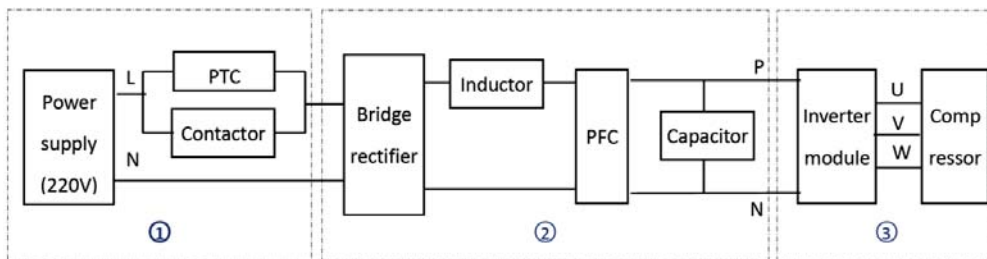 Power
supply
(220V)
L
N
PTC
Contactor
①
Bridge
rectifier
Inductor
PFC
Capacitor
P
N
②
Inverter
module
U
V
W
Comp
ressor
③